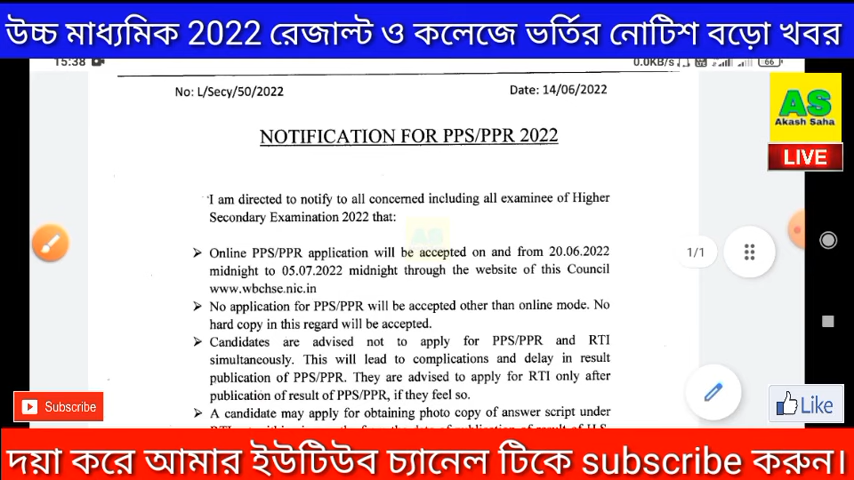 উচ্চ মাধ্যমিক 2022 রেজাল্ট ও কলেজে ভর্তির নোটিশ বড়ো খবর
15:38 0.0KB/s 66
No: L/Secy/50/2022 Date: 14/06/2022
AS
Akash Saha
LIVE
NOTIFICATION FOR PPS/PPR 2022
I am directed to notify to all concerned including all examinee of Higher
Secondary Examination 2022 that:
AS
➢ Online PPS/PPR application will be accepted on and from 20.06.2022
midnight to 05.07.2022 midnight through the website of this Council
www.wbchse.nic.in
1/1
➢ No application for PPS/PPR will be accepted other than online mode. No
hard copy in this regard will be accepted.
➢ Candidates are advised not to apply for PPS/PPR and RTI
simultaneously. This will lead to complications and delay in result
publication of PPS/PPR. They are advised to apply for RTI only after
publication of result of PPS/PPR, if they feel so.
➢ A candidate may apply for obtaining photo copy of answer script under
Subscribe
Like
দয়া করে আমার ইউটিউব চ্যানেল টিকে subscribe করুন।